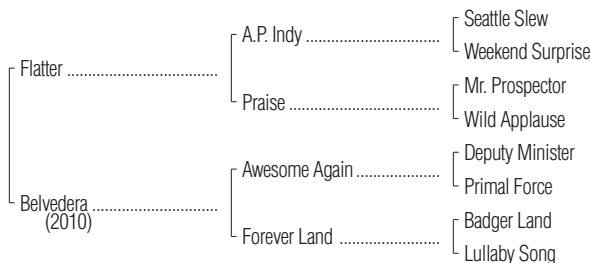 Seattle Slew
A.P. Indy ..............................
Weekend Surprise
Flatter ..................................
Mr. Prospector
Praise ..................................
Wild Applause
Deputy Minister
Awesome Again ...................
Primal Force
Belvedera .............................
(2010)
Badger Land
Forever Land .......................
Lullaby Song